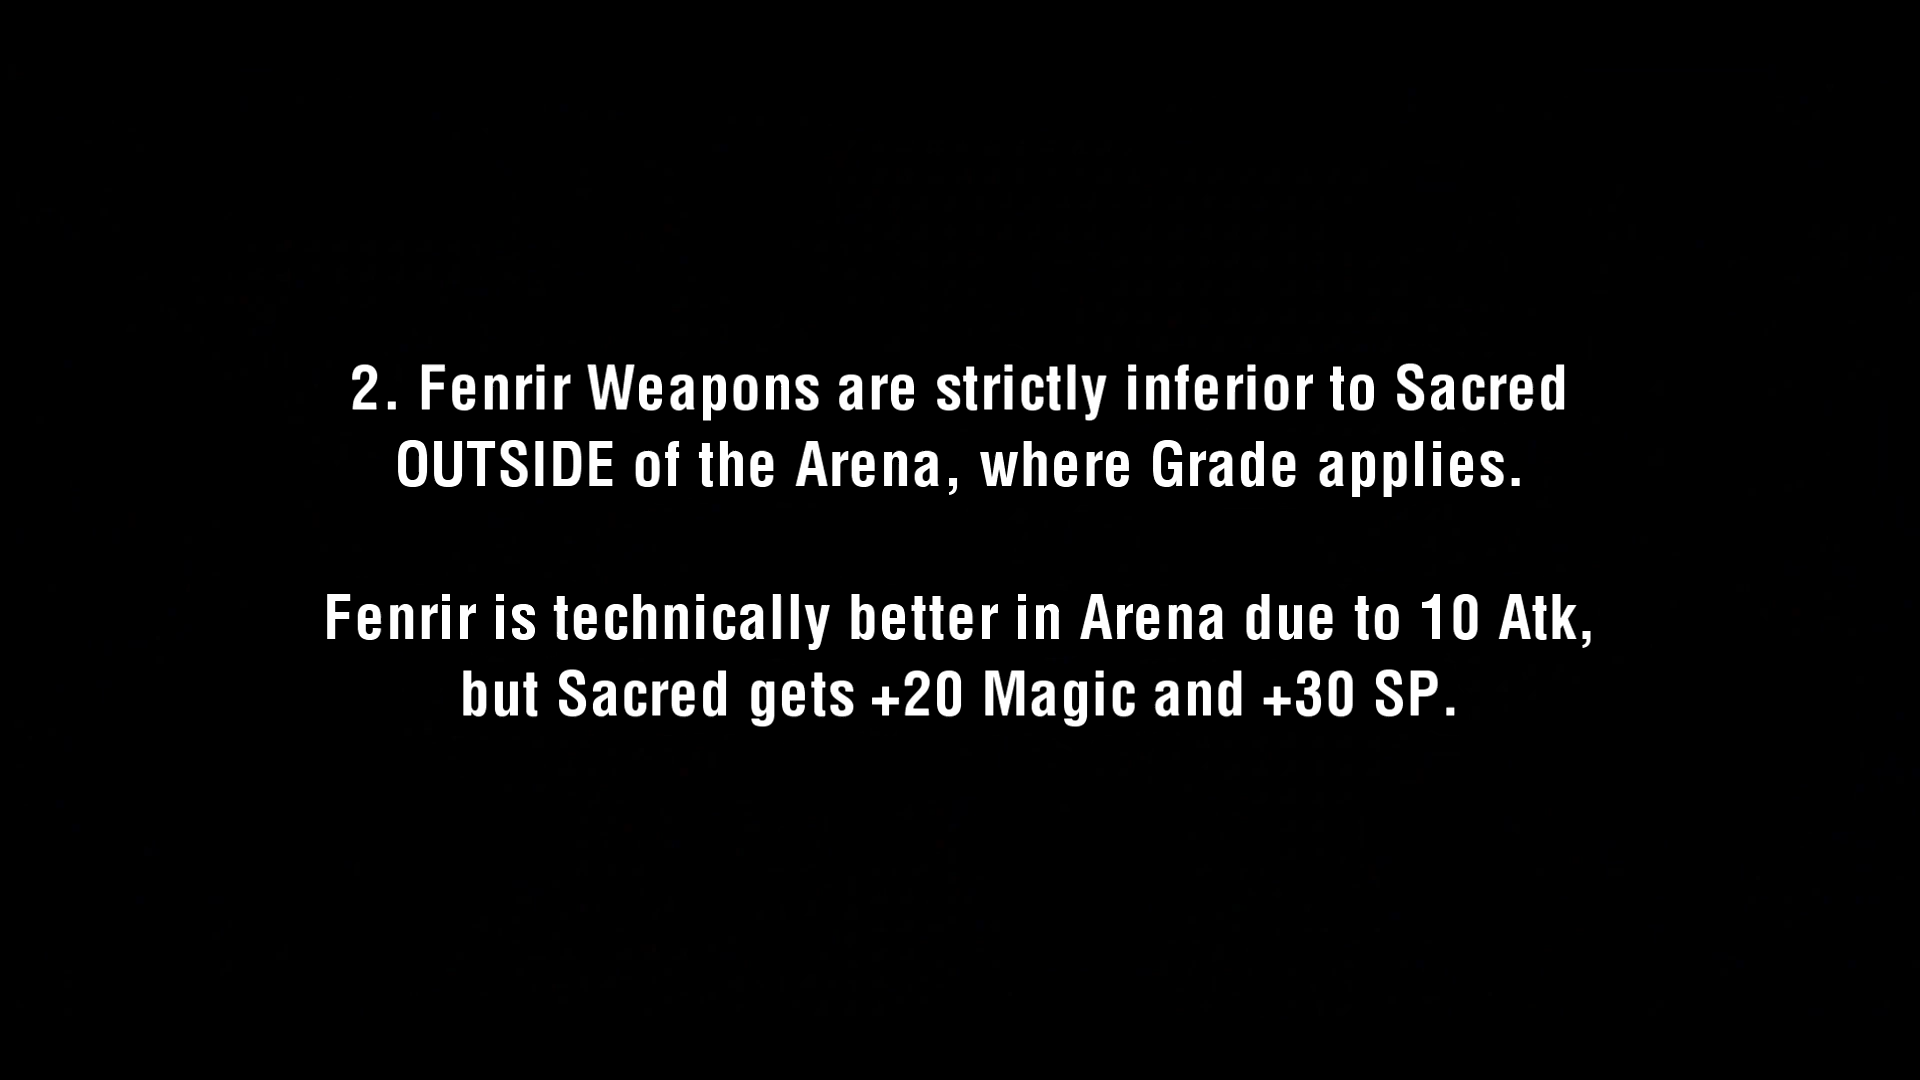 2. Fenrir Weapons are strictly inferior to Sacred
OUTSIDE of the Arena, where Grade applies.
Fenrir is technically better in Arena due to 10 Atk,
but Sacred gets +20 Magic and +30 SP.